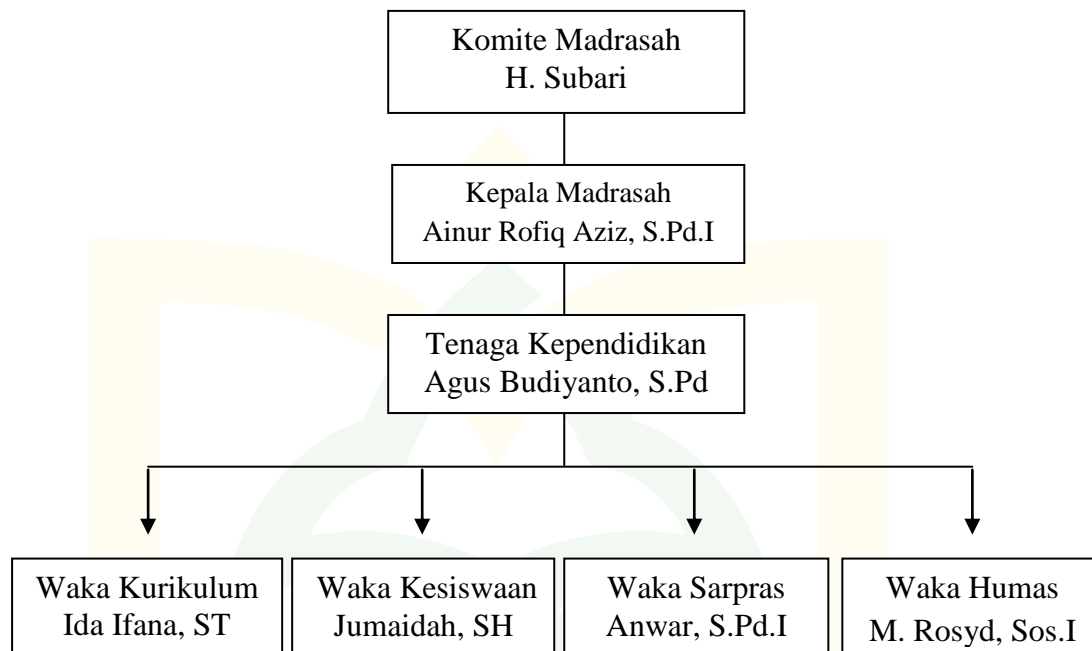 Komite Madrasah
H. Subari
Kepala Madrasah
Ainur Rofiq Aziz, S.Pd.I
Tenaga Kependidikan
Agus Budiyanto, S.Pd
Waka Kurikulum
Ida Ifana, ST
Waka Kesiswaan
Jumaidah, SH
Waka Sarpras
Anwar, S.Pd.I
Waka Humas
M. Rosyd, Sos.I